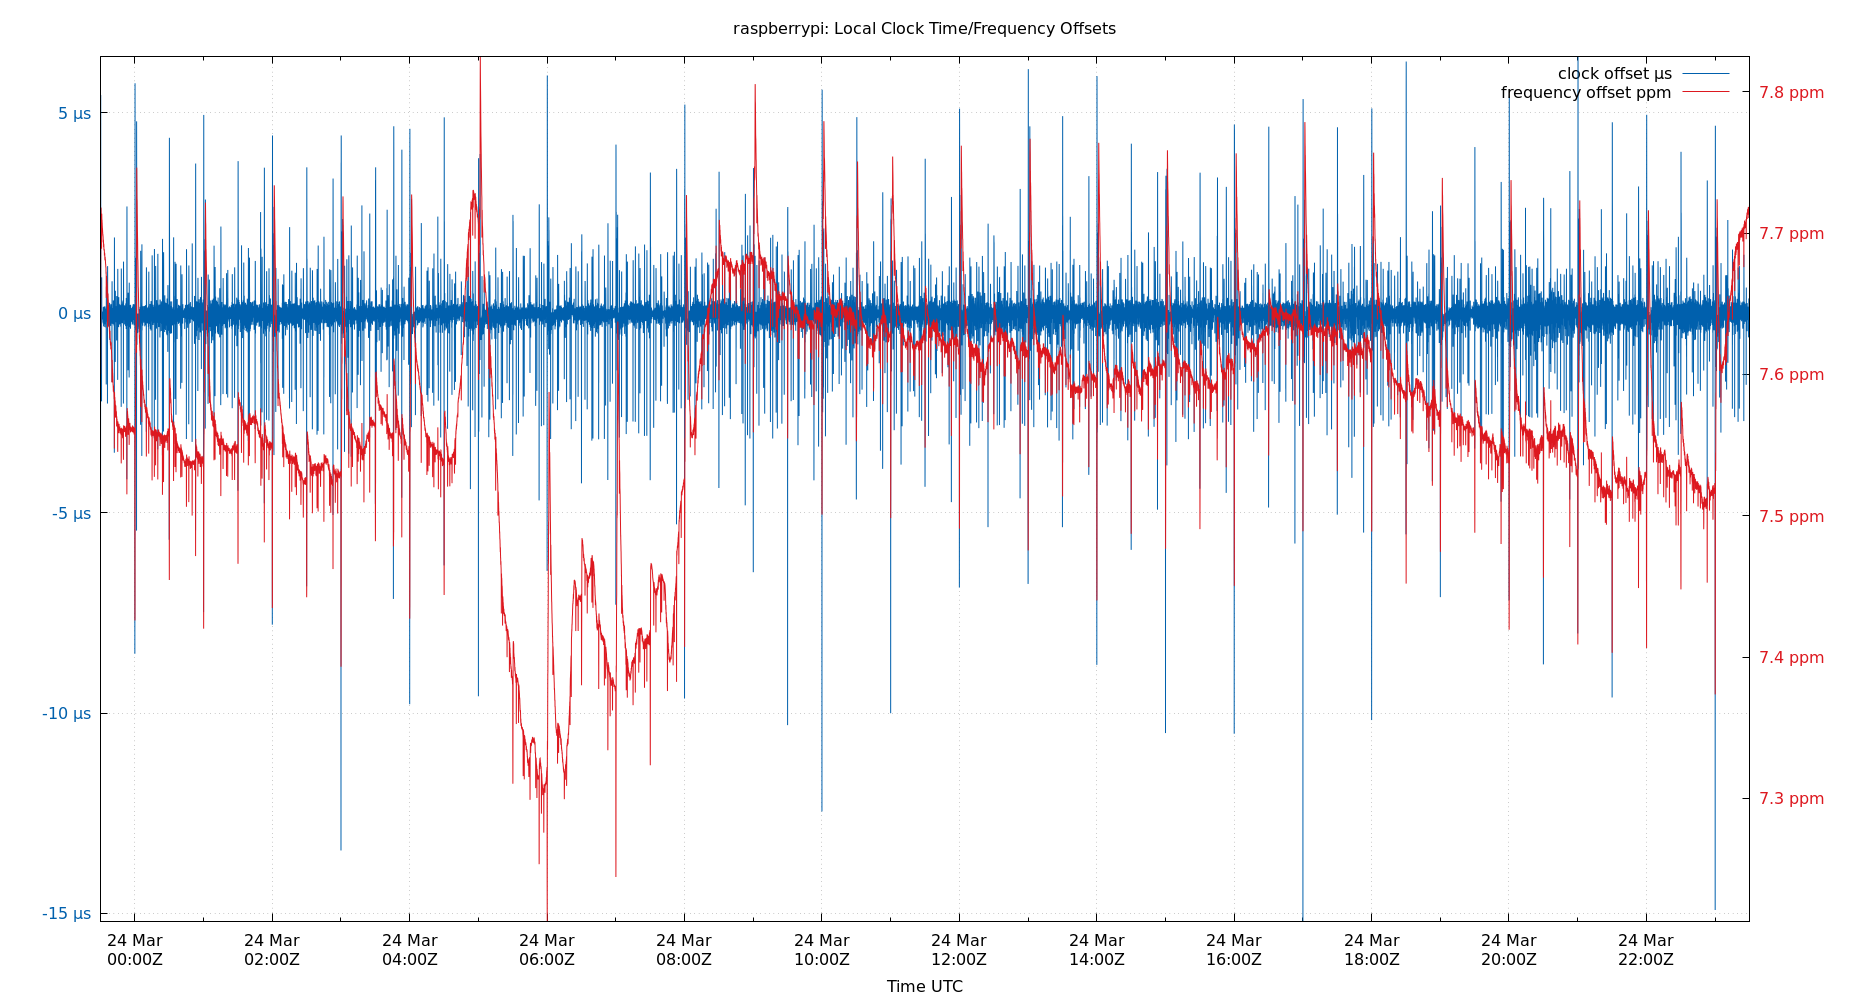 raspberrypi: Local Clock Time/Frequency Offsets
clock offset µs
frequency offset ppm
5 µs
0 µs
-5 µs
-10 µs
-15 µs
7.8 ppm
7.7 ppm
7.6 ppm
7.5 ppm
7.4 ppm
7.3 ppm
24 Mar 24 Mar 24 Mar 24 Mar 24 Mar 24 Mar 24 Mar 24 Mar 24 Mar 24 Mar 24 Mar 24 Mar
00:00Z 02:00Z 04:00Z 06:00Z 08:00Z 10:00Z 12:00Z 14:00Z 16:00Z 18:00Z 20:00Z 22:00Z
Time UTC